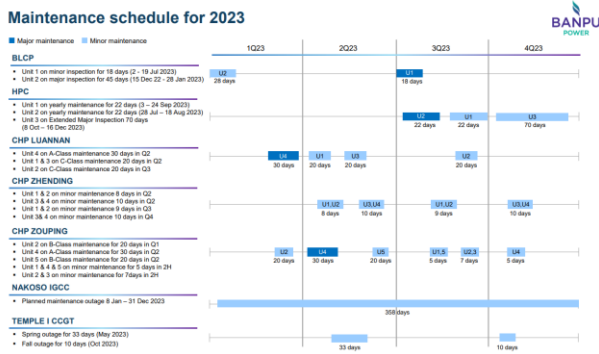 Maintenance schedule for 2023
BANPU
POWER
Major maintenance
Minor maintenance
1Q23
2Q23
3Q23
4Q23
BLCP
• Unit 1 on minor inspection for 18 days (2 - 19 Jul 2023)
• Unit 2 on major inspection for 45 days (15 Dec 22 - 28 Jan 2023)
U2
28 days
U1
18 days
HPC
• Unit 1 on yearly maintenance for 22 days (3 – 24 Sep 2023)
• Unit 2 on yearly maintenance for 22 days (28 Jul – 18 Aug 2023)
• Unit 3 on Extended Major Inspection 70 days
(8 Oct – 16 Dec 2023)
U2
22 days
U1
22 days
U3
70 days
CHP LUANNAN
• Unit 4 on A-Class maintenance 30 days in Q2
• Unit 1 & 3 on C-Class maintenance 20 days in Q2
• Unit 2 on C-Class maintenance 20 days in Q3
U4
30 days
U1
20 days
U3
20 days
U2
20 days
CHP ZHENDING
• Unit 1 & 2 on minor maintenance 8 days in Q2
• Unit 3 & 4 on minor maintenance 10 days in Q2
• Unit 1 & 2 on minor maintenance 9 days in Q3
• Unit 3& 4 on minor maintenance 10 days in Q4
U1,U2
8 days
U3,U4
10 days
U1,U2
9 days
U3,U4
10 days
CHP ZOUPING
• Unit 2 on B-Class maintenance for 20 days in Q1
• Unit 4 on A-Class maintenance for 30 days in Q2
• Unit 5 on B-Class maintenance for 20 days in Q2
• Unit 1 & 4 & 5 on minor maintenance for 5 days in 2H
• Unit 2 & 3 on minor maintenance for 7days in 2H
U2
20 days
U4
30 days
U5
20 days
U1,5
5 days
U2,3
7 days
U4
5 days
NAKOSO IGCC
• Planned maintenance outage 8 Jan – 31 Dec 2023
358 days
TEMPLE I CCGT
• Spring outage for 33 days (May 2023)
• Fall outage for 10 days (Oct 2023)
33 days
10 days